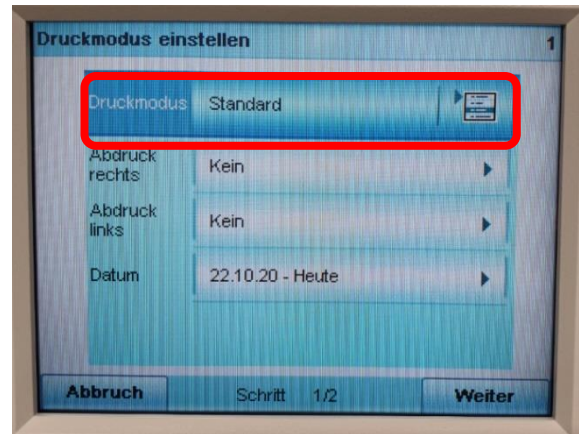 Druckmodus einstellen 1
Druckmodus Standard
Abdruck rechts Kein
Abdruck links Kein
Datum 22.10.20 - Heute
Abbruch Schritt 1/2 Weiter